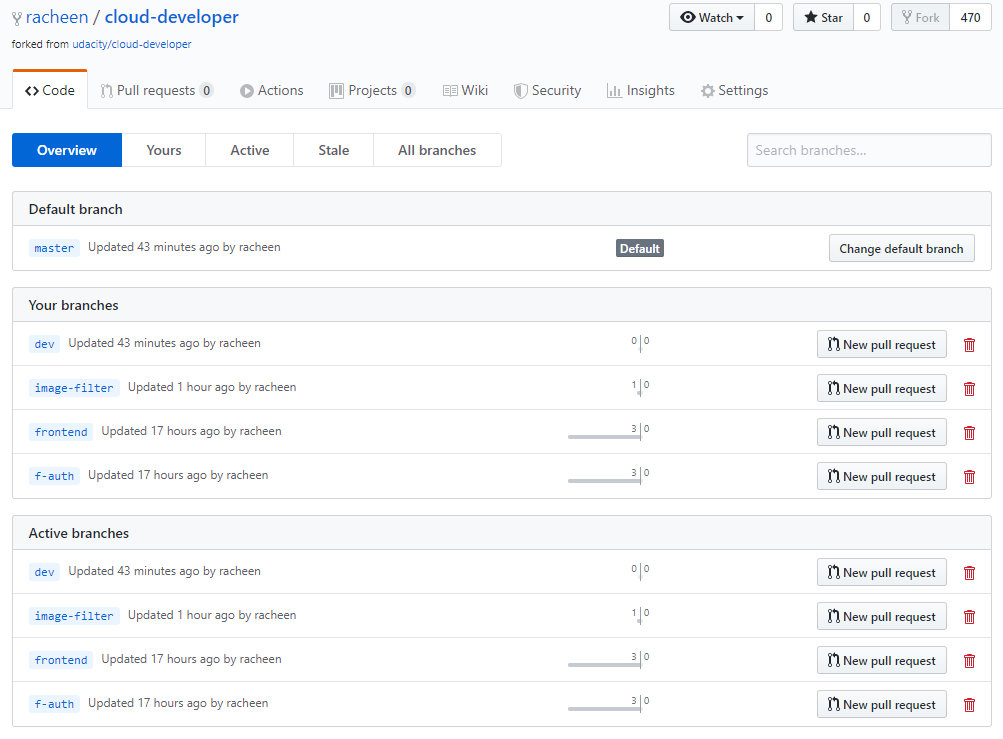 racheen / cloud-developer
Watch 0 Star 0 Fork 470
forked from udacity/cloud-developer
Code Pull requests 0 Actions Projects 0 Wiki Security Insights Settings
Overview Yours Active Stale All branches Search branches...
Default branch
master Updated 43 minutes ago by racheen Default Change default branch
Your branches
dev Updated 43 minutes ago by racheen 0 0 New pull request
image-filter Updated 1 hour ago by racheen 1 0 New pull request
frontend Updated 17 hours ago by racheen 3 0 New pull request
f-auth Updated 17 hours ago by racheen 3 0 New pull request
Active branches
dev Updated 43 minutes ago by racheen 0 0 New pull request
image-filter Updated 1 hour ago by racheen 1 0 New pull request
frontend Updated 17 hours ago by racheen 3 0 New pull request
f-auth Updated 17 hours ago by racheen 3 0 New pull request